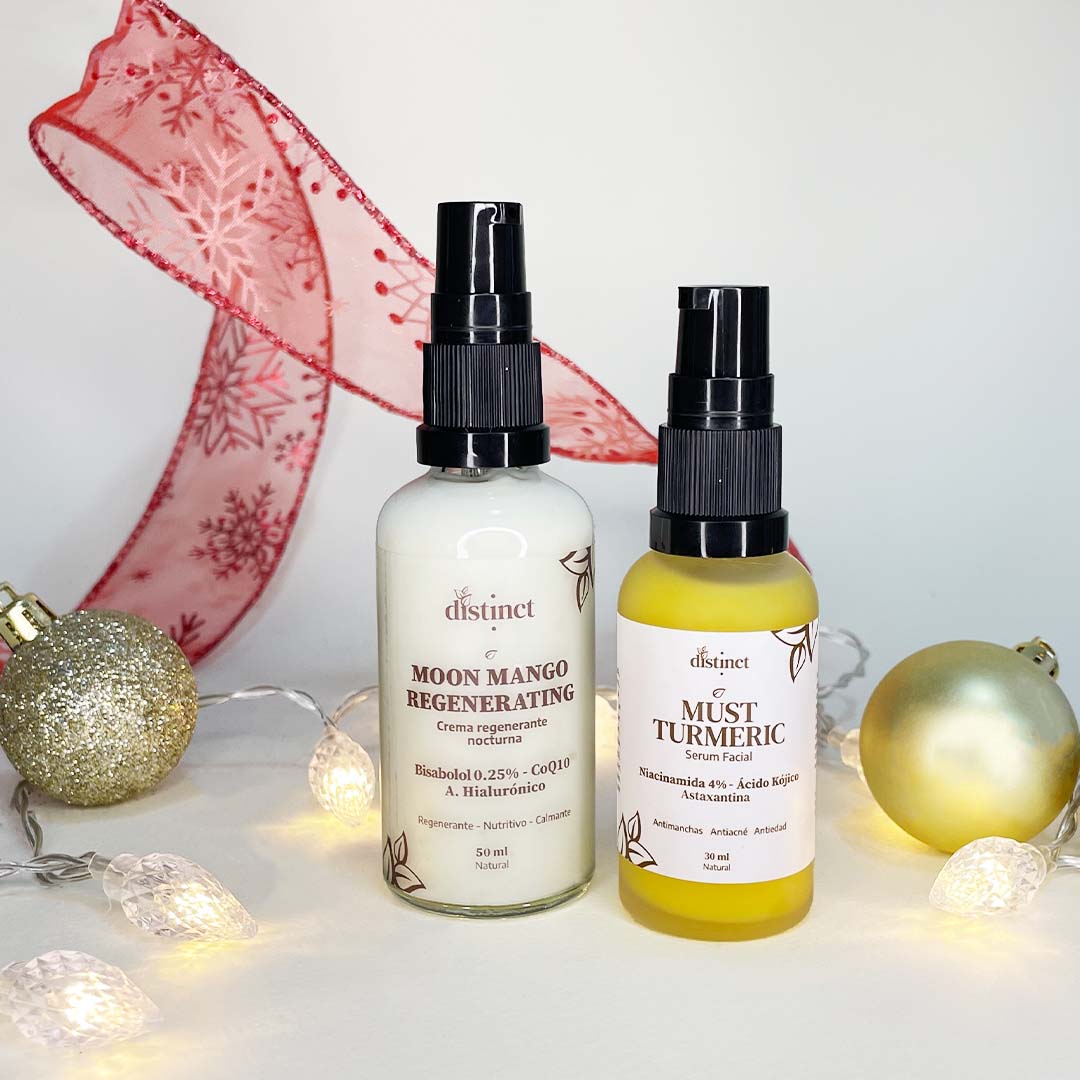 distinct
MOON MANGO
REGENERATING
Crema regenerante
nocturna
Bisabolol 0.25% - CoQ10
A. Hialurónico
Regenerante - Nutritivo - Calmante
50 ml
Natural
distinct
MUST
TURMERIC
Serum Facial
Niacinamida 4% - Ácido Kójico
Astaxantina
Antimanchas Antiacné Antiedad
30 ml
Natural